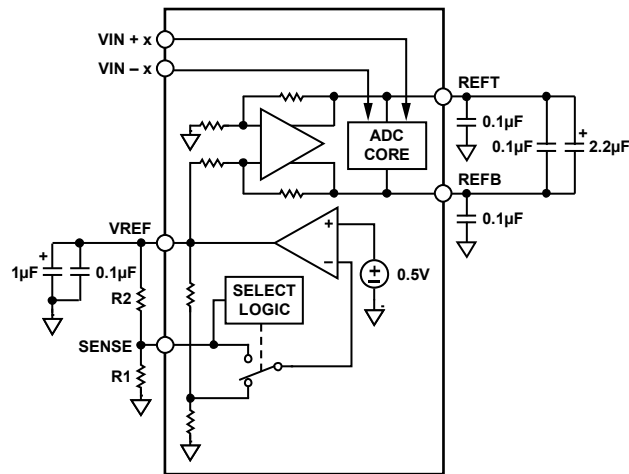 VIN + x
VIN – x
REFT
ADC
CORE
0.1µF
0.1µF
+
2.2µF
REFB
0.1µF
VREF
+
1µF
0.1µF
R2
+
–
0.5V
SELECT
LOGIC
SENSE
R1